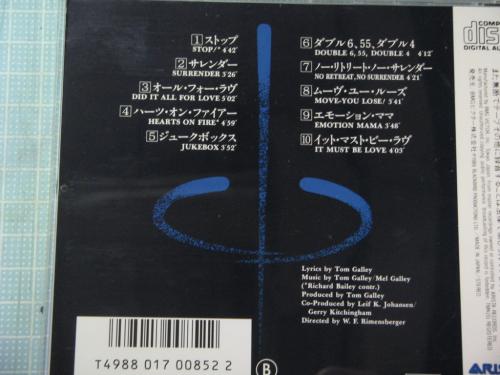 1 ストップ
STOP/* 4'42"
2 サレンダー
SURRENDER 5'26"
3 オール・フォー・ラヴ
DID IT ALL FOR LOVE 5'02"
4 ハーツ・オン・ファイアー
HEARTS ON FIRE* 4'59"
5 ジュークボックス
JUKEBOX 3'52"
6 ダブル6、55、ダブル4
DOUBLE 6, 55, DOUBLE 4 4'12"
7 ノー・リトリート・ノー・サレンダー
NO RETREAT, NO SURRENDER 4'21"
8 ムーヴ・ユー・ルーズ
MOVE-YOU LOSE/ 3'41"
9 エモーション・ママ
EMOTION MAMA 3'48"
10 イット・マスト・ビー・ラヴ
IT MUST BE LOVE 4'03"
Lyrics by Tom Galley
Music by Tom Galley/Mel Galley
(*Richard Bailey contr.)
Produced by Tom Galley
Co-Produced by Leif K. Johansen/
Gerry Kitchingham
Directed by W. F. Rimensberger
T4988 017 00852 2
B
COMP
disc
DIGITAL AU